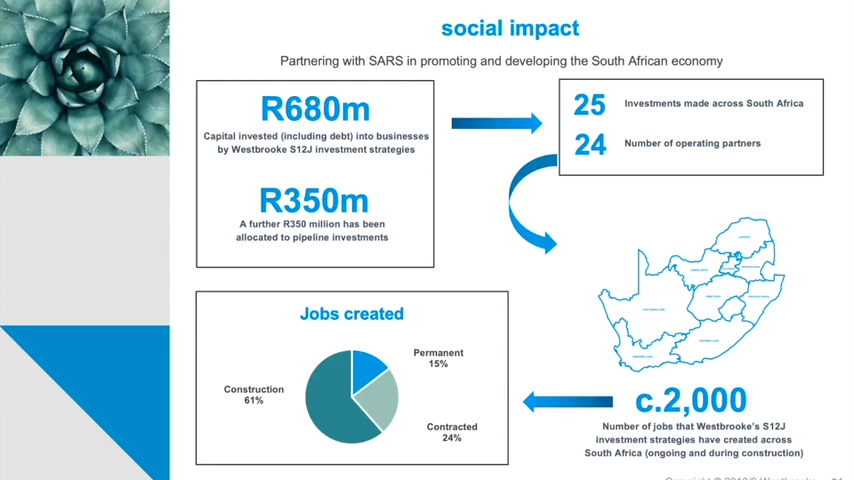 social impact
Partnering with SARS in promoting and developing the South African economy
R680m
Capital invested (including debt) into businesses
by Westbrooke S12J investment strategies
R350m
A further R350 million has been
allocated to pipeline investments
25 Investments made across South Africa
24 Number of operating partners
Jobs created
Permanent
15%
Construction
61%
Contracted
24%
c.2,000
Number of jobs that Westbrooke's S12J
investment strategies have created across
South Africa (ongoing and during construction)